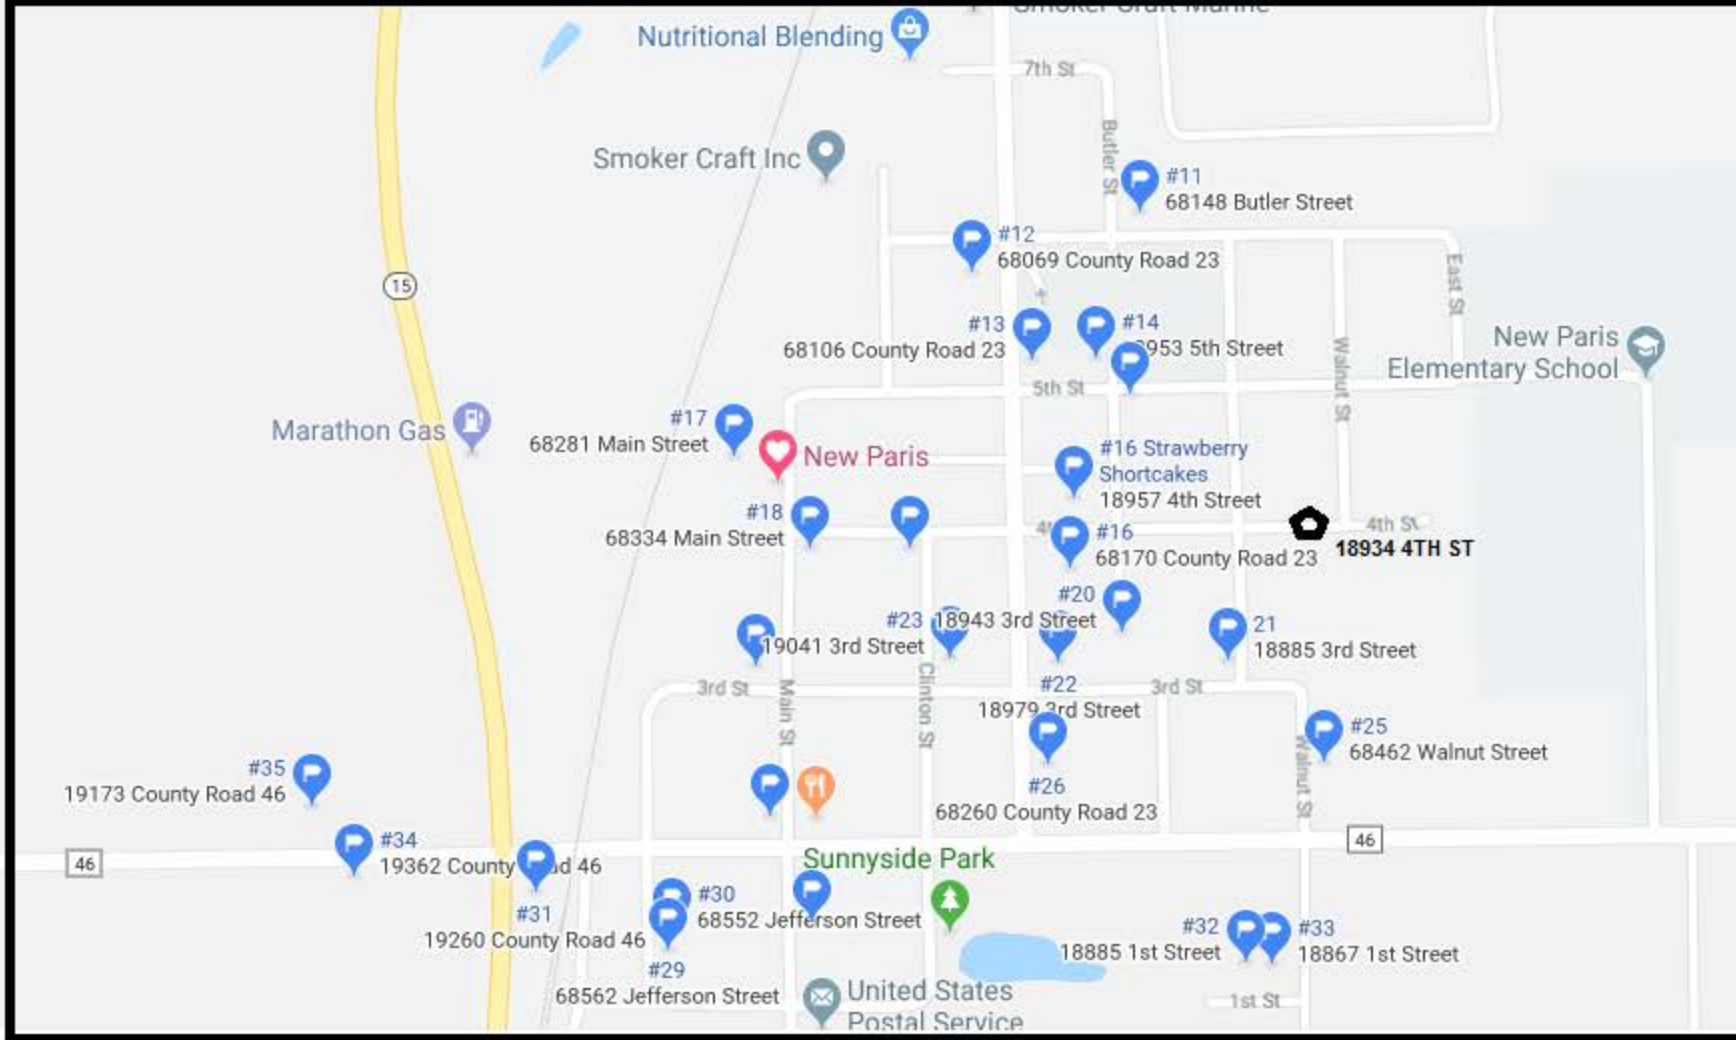 Smoker Craft Marine
Nutritional Blending
7th St
Smoker Craft Inc
Butler St
#11
68148 Butler Street
#12
68069 County Road 23
15
East St
#13
68106 County Road 23
#14
953 5th Street
New Paris
Elementary School
Walnut St
5th St
#17
68281 Main Street
Marathon Gas
New Paris
#16 Strawberry
Shortcakes
18957 4th Street
#18
68334 Main Street
#16
68170 County Road 23
4th St
18934 4TH ST
#20
18943 3rd Street
#23
19041 3rd Street
21
18885 3rd Street
3rd St
Main St
Clinton St
#22
18979 3rd Street
3rd St
#25
68462 Walnut Street
Walnut St
#35
19173 County Road 46
#26
68260 County Road 23
#34
19362 County ad 46
46
46
Sunnyside Park
#31
19260 County Road 46
#30
68552 Jefferson Street
#29
68562 Jefferson Street
#32
18885 1st Street
#33
18867 1st Street
1st St
United States
Postal Service